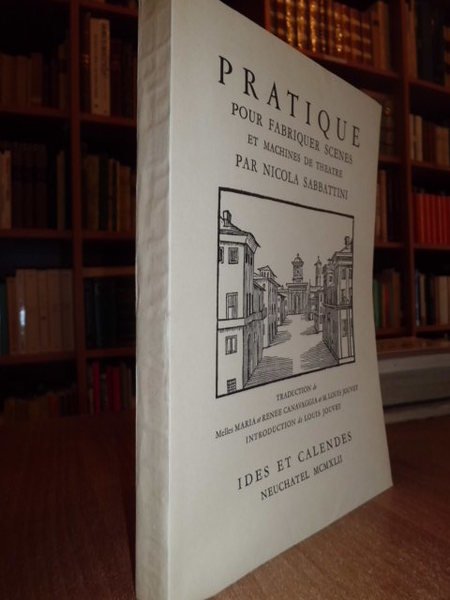 PRATIQUE
POUR FABRIQUER SCENES
ET MACHINES DE THEATRE
PAR NICOLA SABBATTINI
TRADUCTION de
Melles MARIA et RENEE CANAVAGGIA et M. LOUIS JOUVET
INTRODUCTION de LOUIS JOUVET
IDES ET CALENDES
NEUCHATEL MCMXLII